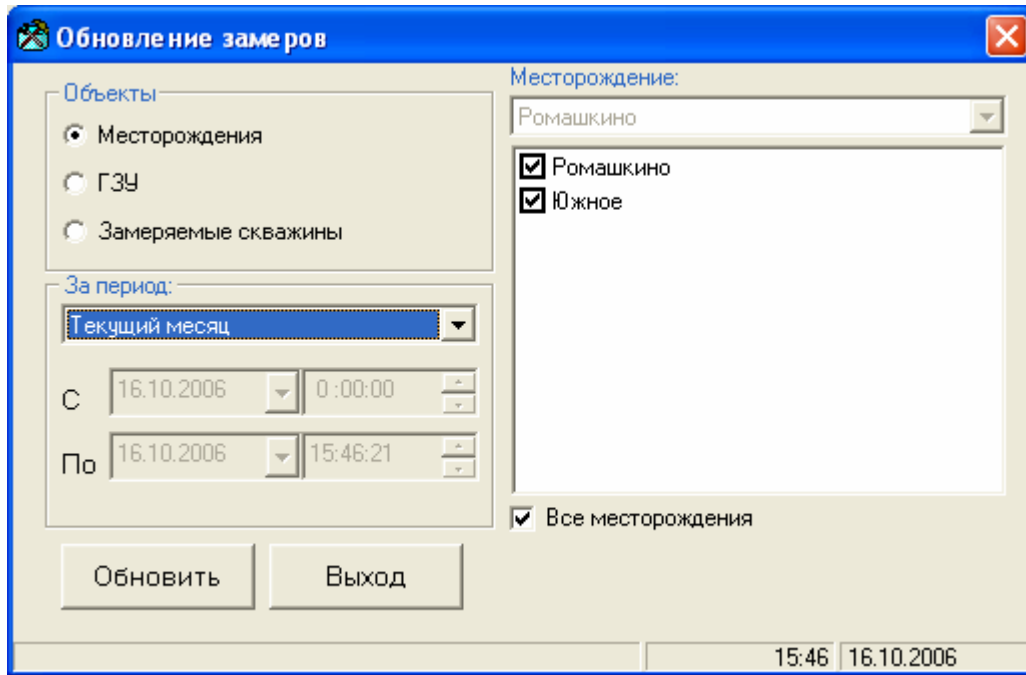 Обновление замеров
Объекты
Месторождения
ГЗУ
Замеряемые скважины
За период:
Текущий месяц
С 16.10.2006 0 :00:00
По 16.10.2006 15:46:21
Обновить Выход
Месторождение:
Ромашкино
Ромашкино
Южное
Все месторождения
15:46 16.10.2006